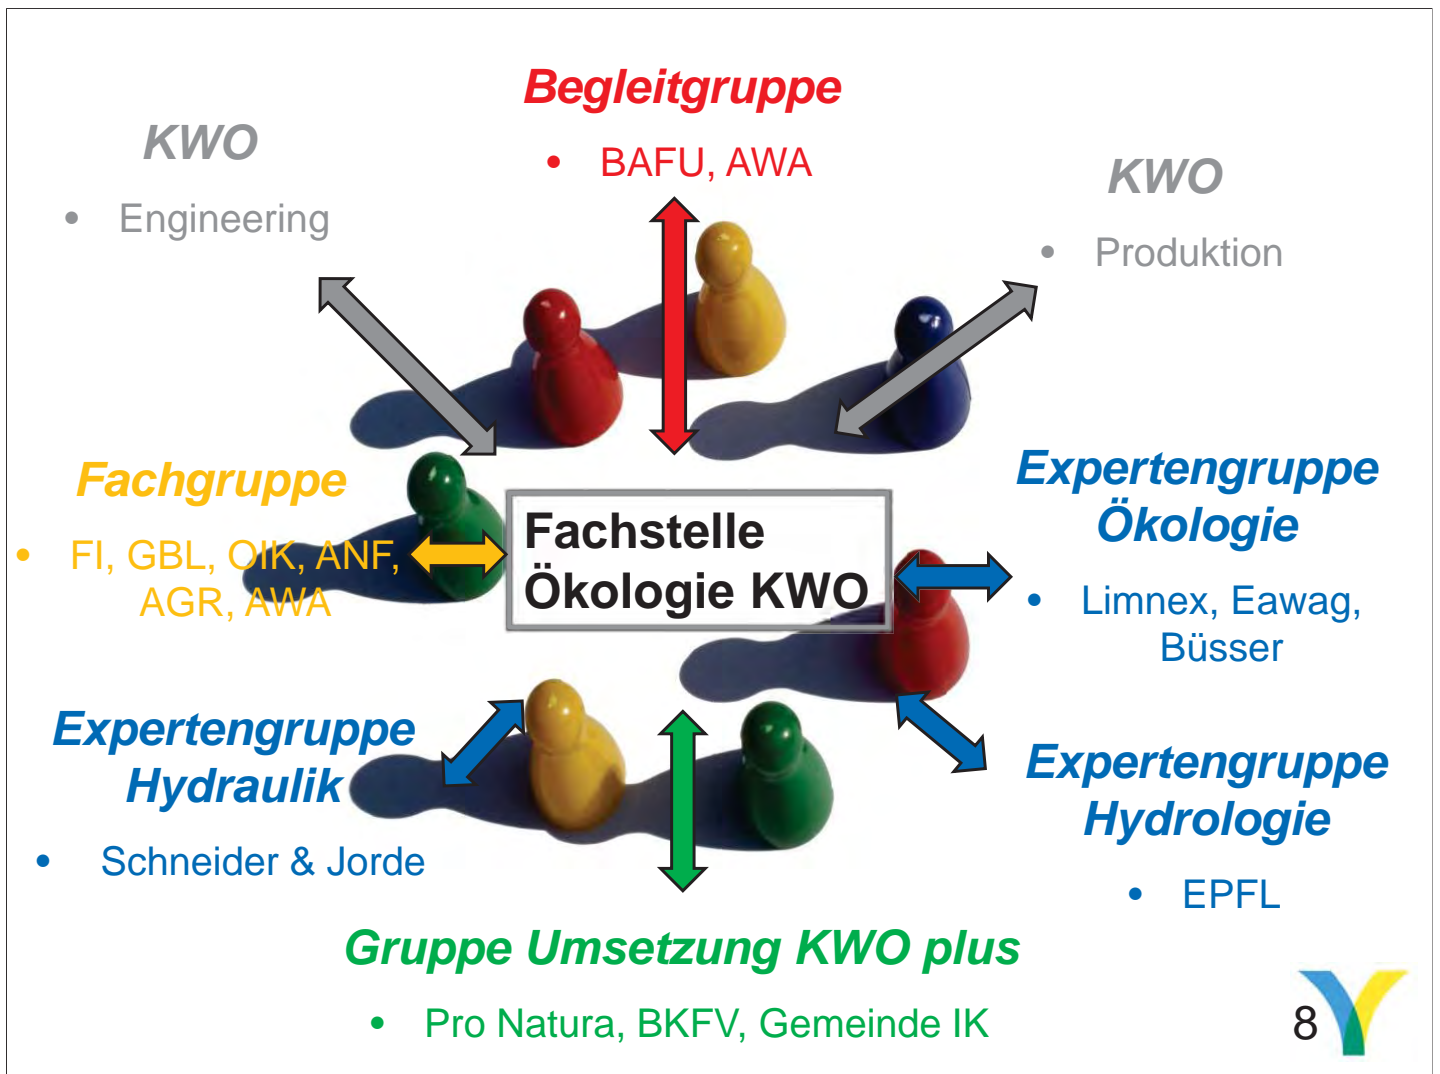 Begleitgruppe
• BAFU, AWA
KWO
• Engineering
KWO
• Produktion
Fachgruppe
• FI, GBL, OIK, ANF,
AGR, AWA
Fachstelle
Ökologie KWO
Expertengruppe
Ökologie
• Limnex, Eawag,
Büsser
Expertengruppe
Hydraulik
• Schneider & Jorde
Expertengruppe
Hydrologie
• EPFL
Gruppe Umsetzung KWO plus
• Pro Natura, BKFV, Gemeinde IK
8